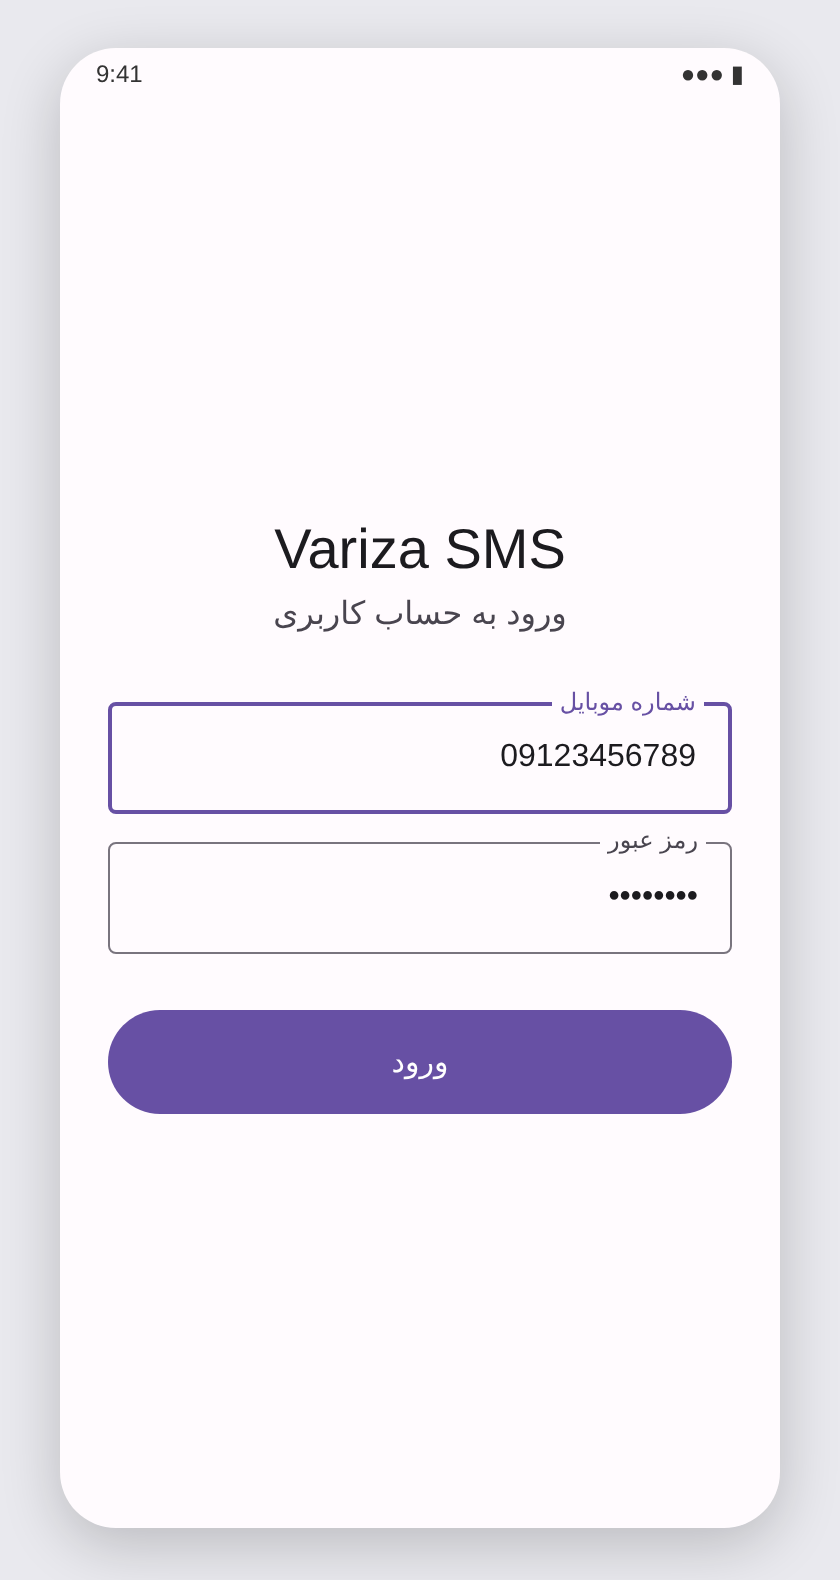 9:41 ●●● ▮
Variza SMS
ورود به حساب کاربری
شماره موبایل
09123456789
رمز عبور
••••••••
ورود